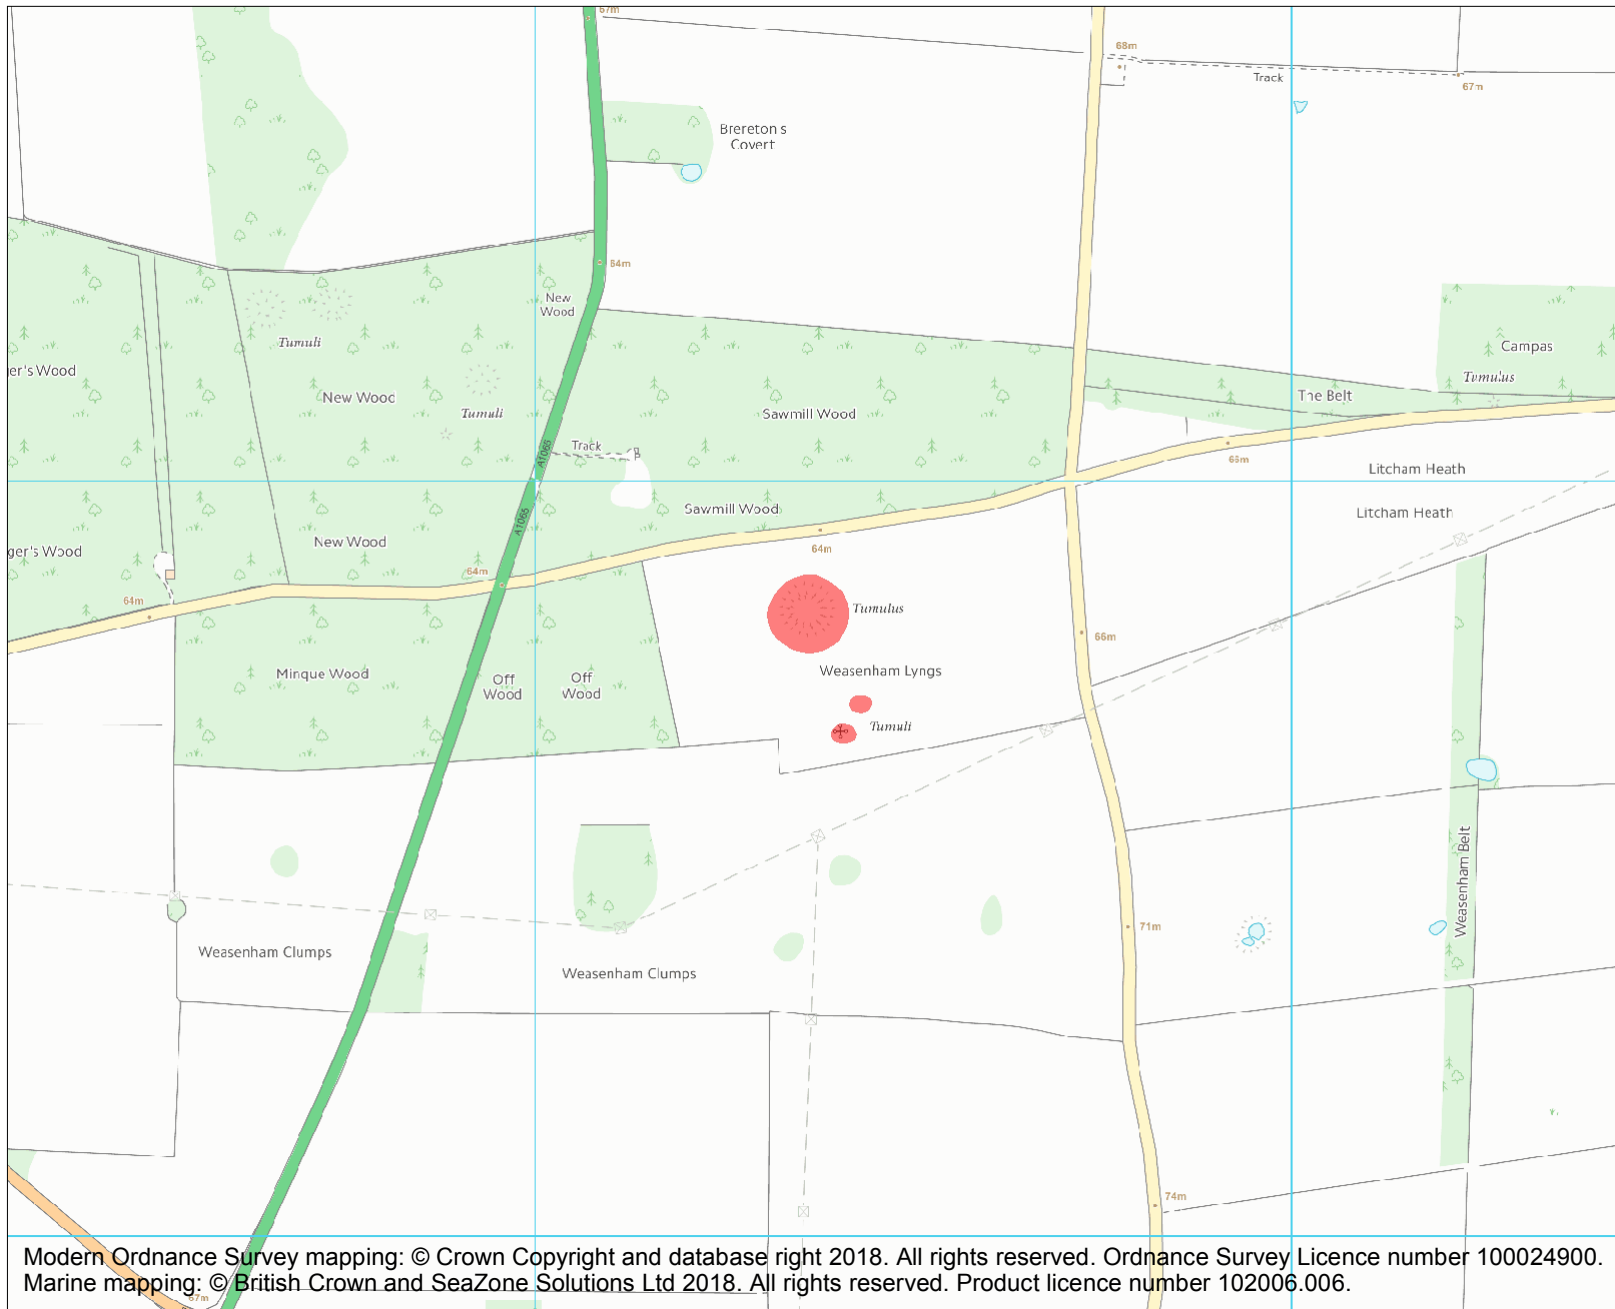 67m
68m
Track
67m
Brereton s
Covert
64m
New
Wood
Tumuli
er's Wood
Campas
Tumulus
New Wood
The Belt
Tumuli
Sawmill Wood
Track
A1065
65m
Litcham Heath
Sawmill Wood
A1065
Litcham Heath
New Wood
ger's Wood
64m
64m
64m
Tumulus
66m
Weasenham Lyngs
Minque Wood
Off
Wood
Off
Wood
Tumuli
Weasenham Belt
71m
Weasenham Clumps
Weasenham Clumps
74m
Modern Ordnance Survey mapping: © Crown Copyright and database right 2018. All rights reserved. Ordnance Survey Licence number 100024900.
Marine mapping: © British Crown and SeaZone Solutions Ltd 2018. All rights reserved. Product licence number 102006.006.
67m